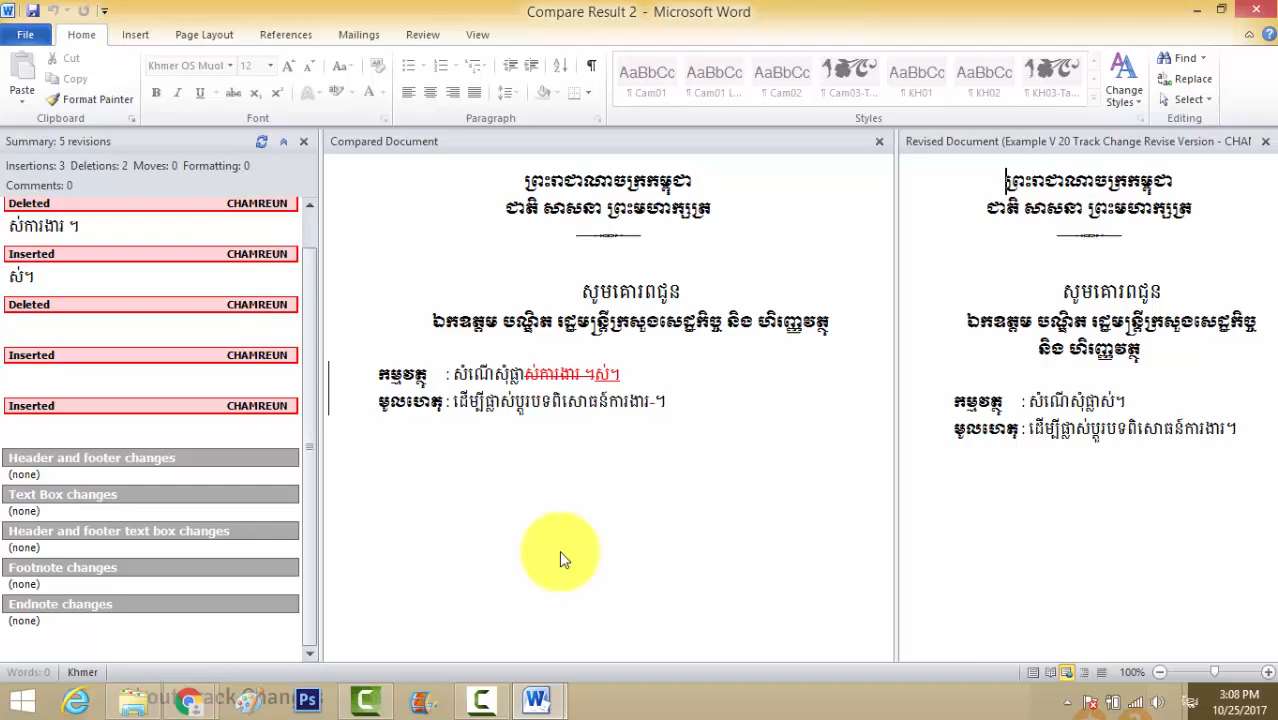 Compare Result 2 - Microsoft Word
File Home Insert Page Layout References Mailings Review View
Cut
Copy
Format Painter
Paste
Khmer OS Muol 12
AaBbCc AaBbCc AaBbCc AaBbCc AaBbCc
¶ Cam01 ¶ Cam01 L... ¶ Cam02 ¶ Cam03-T... ¶ KH01 ¶ KH02 ¶ KH03-Ta...
Change Styles
Find
Replace
Select
Clipboard Font Paragraph Styles Editing
Summary: 5 revisions
Insertions: 3 Deletions: 2 Moves: 0 Formatting: 0
Comments: 0
Deleted CHAMREUN
ស់ការងារ ។
Inserted CHAMREUN
ស់។
Deleted CHAMREUN
Inserted CHAMREUN
Inserted CHAMREUN
Header and footer changes
(none)
Text Box changes
(none)
Header and footer text box changes
(none)
Footnote changes
(none)
Endnote changes
(none)
Compared Document
ព្រះរាជាណាចក្រកម្ពុជា
ជាតិ សាសនា ព្រះមហាក្សត្រ
សូមគោរពជូន
ឯកឧត្តម បណ្ឌិត រដ្ឋមន្ត្រីក្រសួងសេដ្ឋកិច្ច និង ហិរញ្ញវត្ថុ
កម្មវត្ថុ : សំណើសុំផ្លាស់ការងារ ។ស់។
មូលហេតុ : ដើម្បីផ្លាស់ប្តូរបទពិសោធន៍ការងារ-។
Revised Document (Example V 20 Track Change Revise Version - CHAM
ព្រះរាជាណាចក្រកម្ពុជា
ជាតិ សាសនា ព្រះមហាក្សត្រ
សូមគោរពជូន
ឯកឧត្តម បណ្ឌិត រដ្ឋមន្ត្រីក្រសួងសេដ្ឋកិច្ច
និង ហិរញ្ញវត្ថុ
កម្មវត្ថុ : សំណើសុំផ្លាស់។
មូលហេតុ : ដើម្បីផ្លាស់ប្តូរបទពិសោធន៍ការងារ។
Words: 0 Khmer 100%
3:08 PM
10/25/2017